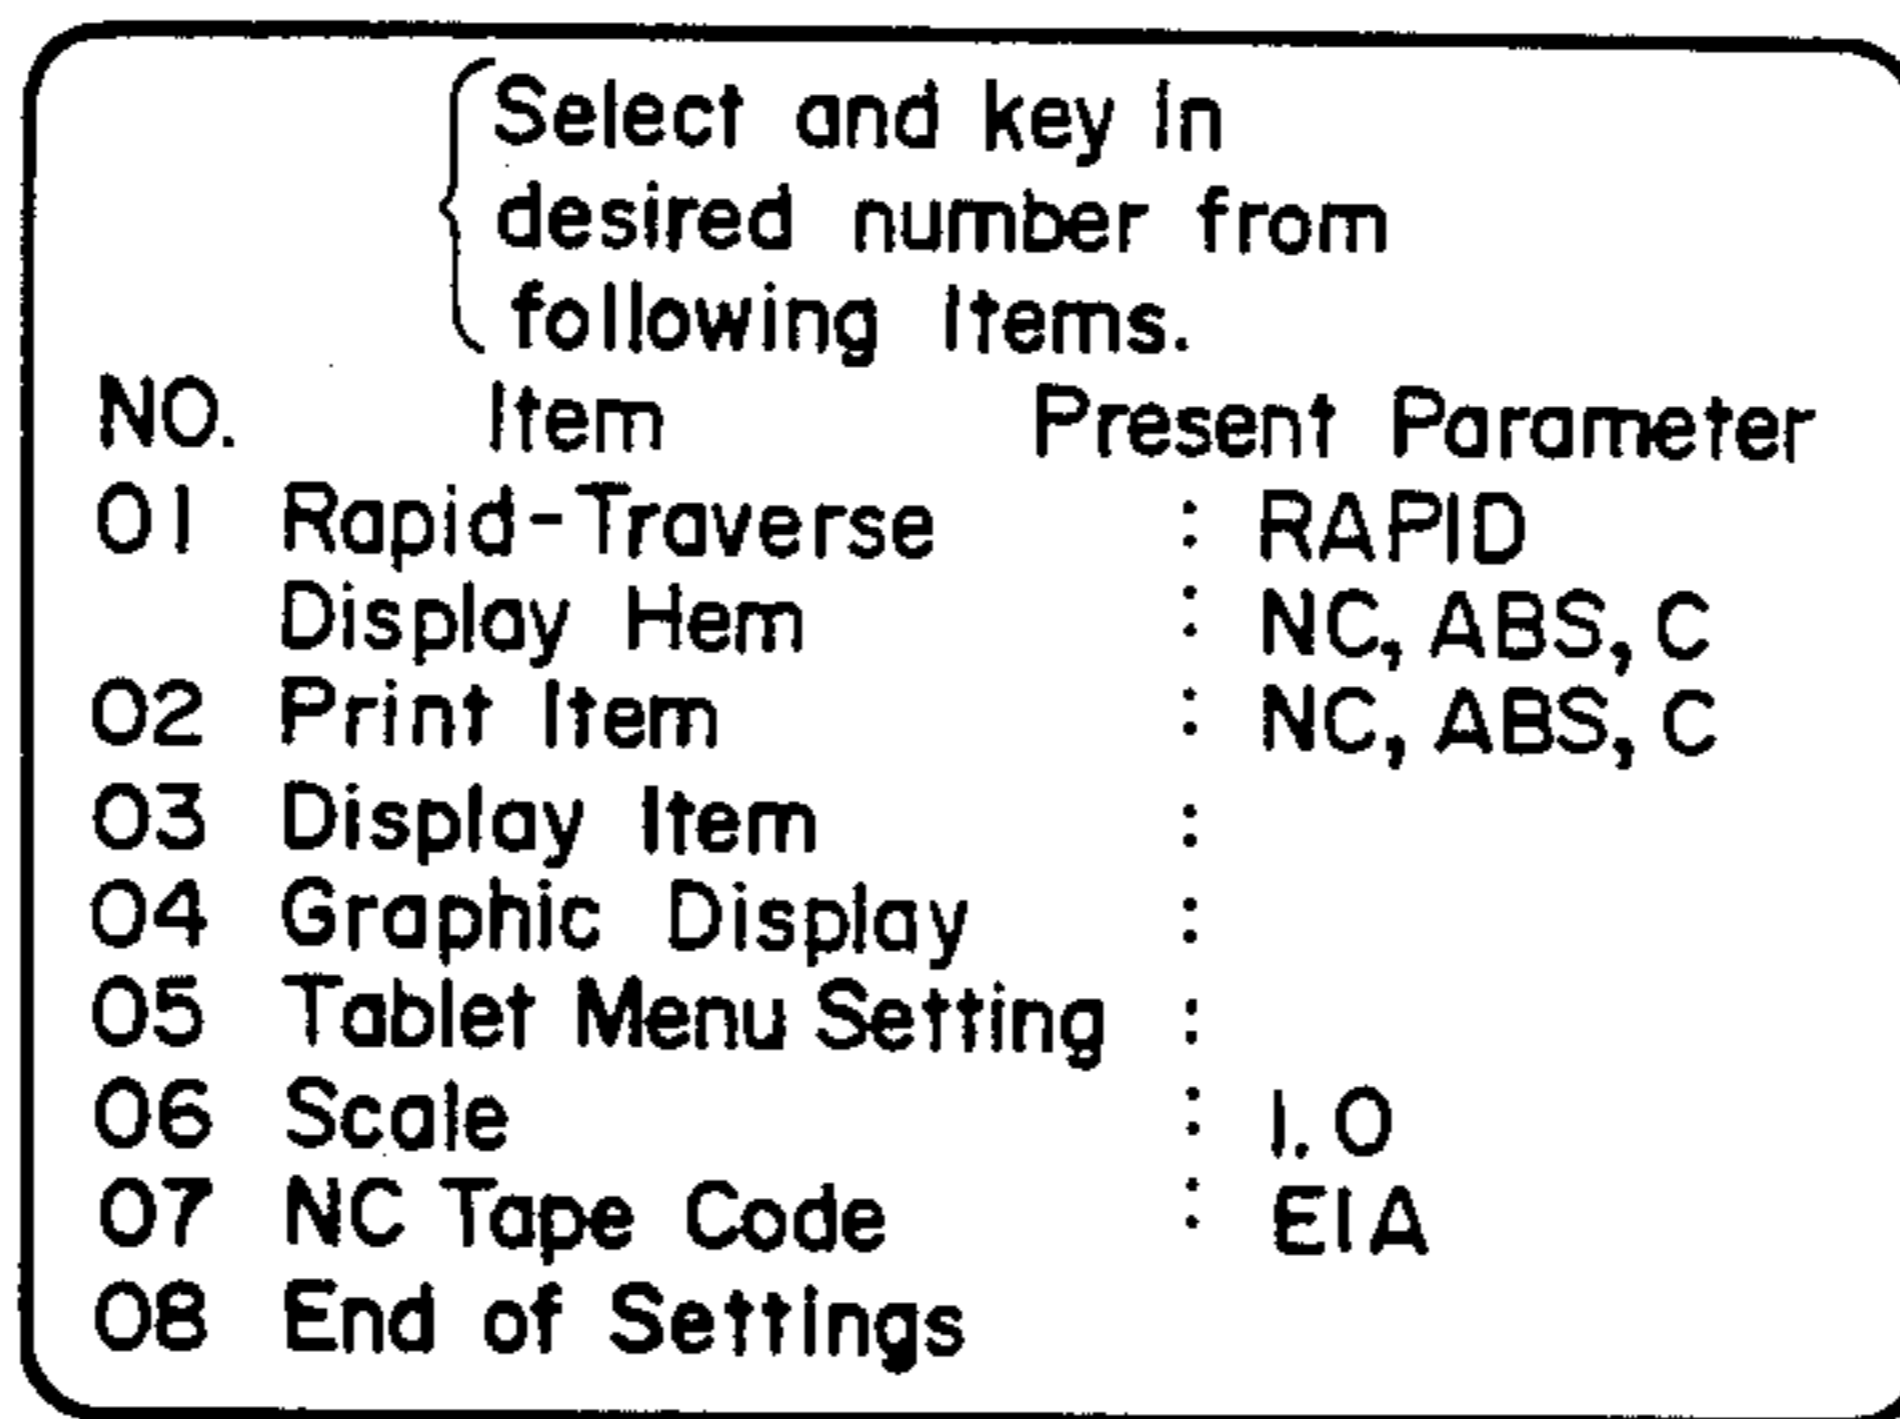 Select and key in
desired number from
following Items.
NO. Item Present Parameter
01 Rapid-Traverse : RAPID
Display Hem : NC, ABS, C
02 Print Item : NC, ABS, C
03 Display Item :
04 Graphic Display :
05 Tablet Menu Setting :
06 Scale : 1.0
07 NC Tape Code : EIA
08 End of Settings